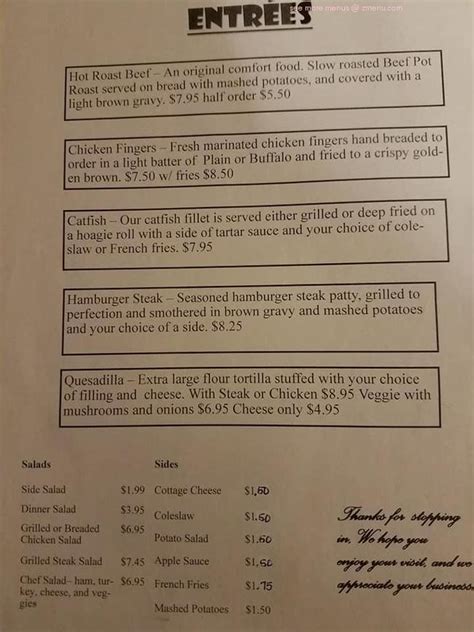 see more menus @ zmenu.com
ENTREES
Hot Roast Beef – An original comfort food. Slow roasted Beef Pot
Roast served on bread with mashed potatoes, and covered with a
light brown gravy. $7.95 half order $5.50
Chicken Fingers – Fresh marinated chicken fingers hand breaded to
order in a light batter of Plain or Buffalo and fried to a crispy gold-
en brown. $7.50 w/ fries $8.50
Catfish – Our catfish fillet is served either grilled or deep fried on
a hoagie roll with a side of tartar sauce and your choice of cole-
slaw or French fries. $7.95
Hamburger Steak – Seasoned hamburger steak patty, grilled to
perfection and smothered in brown gravy and mashed potatoes
and your choice of a side. $8.25
Quesadilla – Extra large flour tortilla stuffed with your choice
of filling and cheese. With Steak or Chicken $8.95 Veggie with
mushrooms and onions $6.95 Cheese only $4.95
Salads
Side Salad $1.99
Dinner Salad $3.95
Grilled or Breaded $6.95
Chicken Salad
Grilled Steak Salad $7.45
Chef Salad– ham, tur- $6.95
key, cheese, and veg-
gies
Sides
Cottage Cheese $1.60
Coleslaw $1.50
Potato Salad $1.60
Apple Sauce $1.50
French Fries $1.75
Mashed Potatoes $1.50
Thanks for stopping
in. We hope you
enjoy your visit, and we
appreciate your business